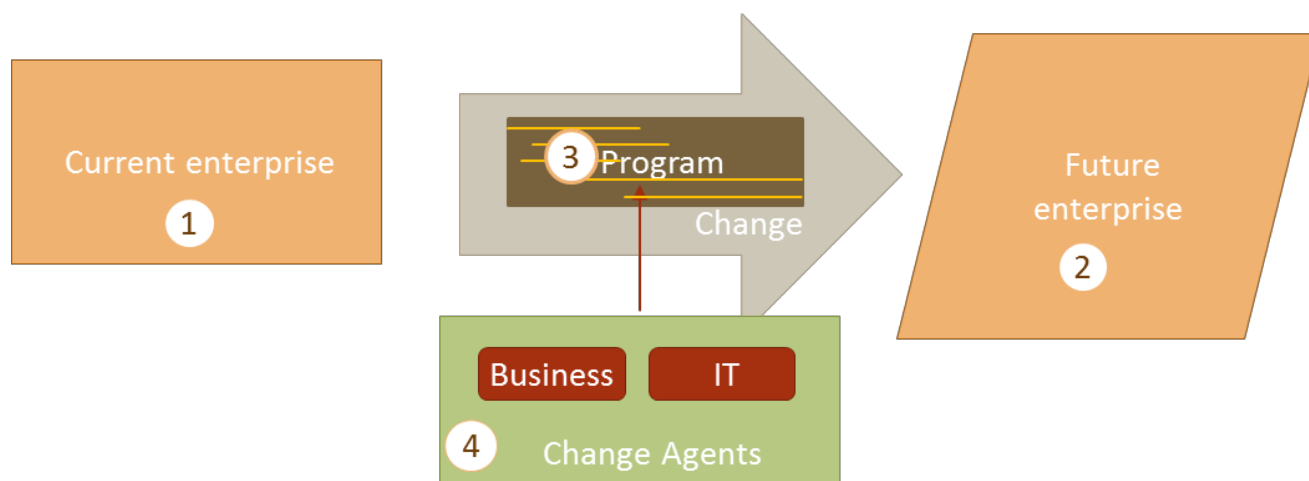 Current enterprise
1
3
Program
Change
Future
enterprise
2
Business
IT
4
Change Agents